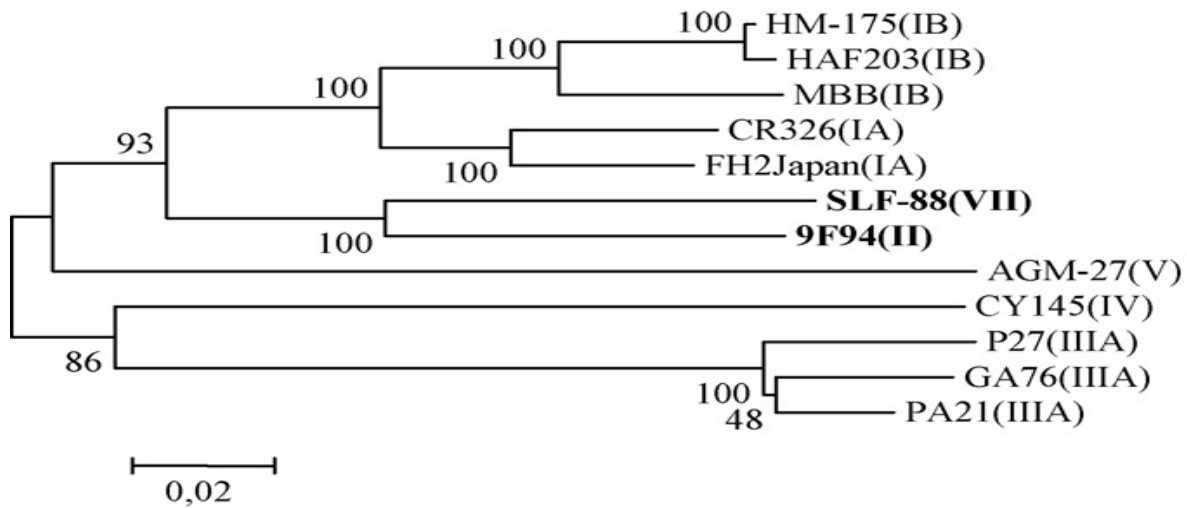 100 HM-175(IB)
100
HAF203(IB)
100
MBB(IB)
CR326(IA)
93
FH2Japan(IA)
100
SLF-88(VII)
9F94(II)
100
AGM-27(V)
CY145(IV)
P27(IIIA)
86
GA76(IIIA)
100
PA21(IIIA)
48
0,02